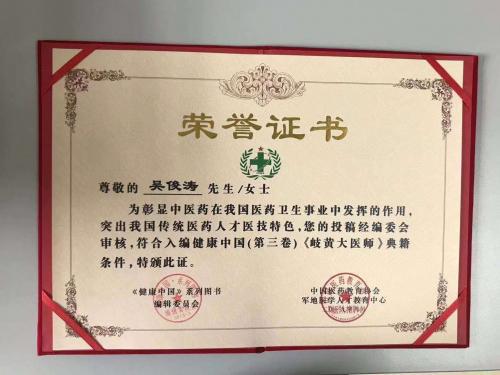 荣誉证书
尊敬的 吴俊涛 先生/女士
为彰显中医药在我国医药卫生事业中发挥的作用，
突出我国传统医药人才医技特色，您的投稿经编委会
审核，符合入编健康中国(第三卷)《岐黄大医师》典籍
条件，特颁此证。
《健康中国》系列图书
编辑委员会
中国医药教育协会
军地医学人才教育中心